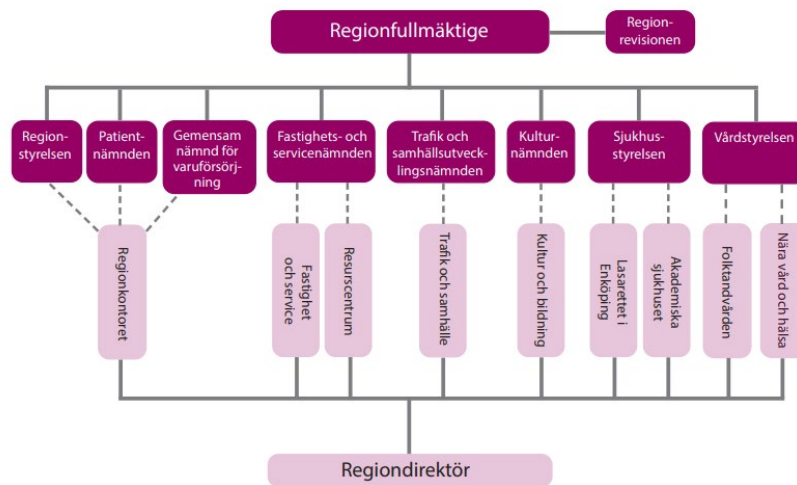 Regionfullmäktige
Region-
revisionen
Region-
styrelsen
Patient-
nämnden
Gemensam
nämnd för
varuförsörj-
ning
Fastighets- och
servicenämnden
Trafik och
samhällsutveck-
lingsnämnden
Kultur-
nämnden
Sjukhus-
styrelsen
Vårdstyrelsen
Regionkontoret
Fastighet
och service
Resurscentrum
Trafik och samhälle
Kultur och bildning
Lasarettet i
Enköping
Akademiska
sjukhuset
Folktandvården
Nära vård och hälsa
Regiondirektör